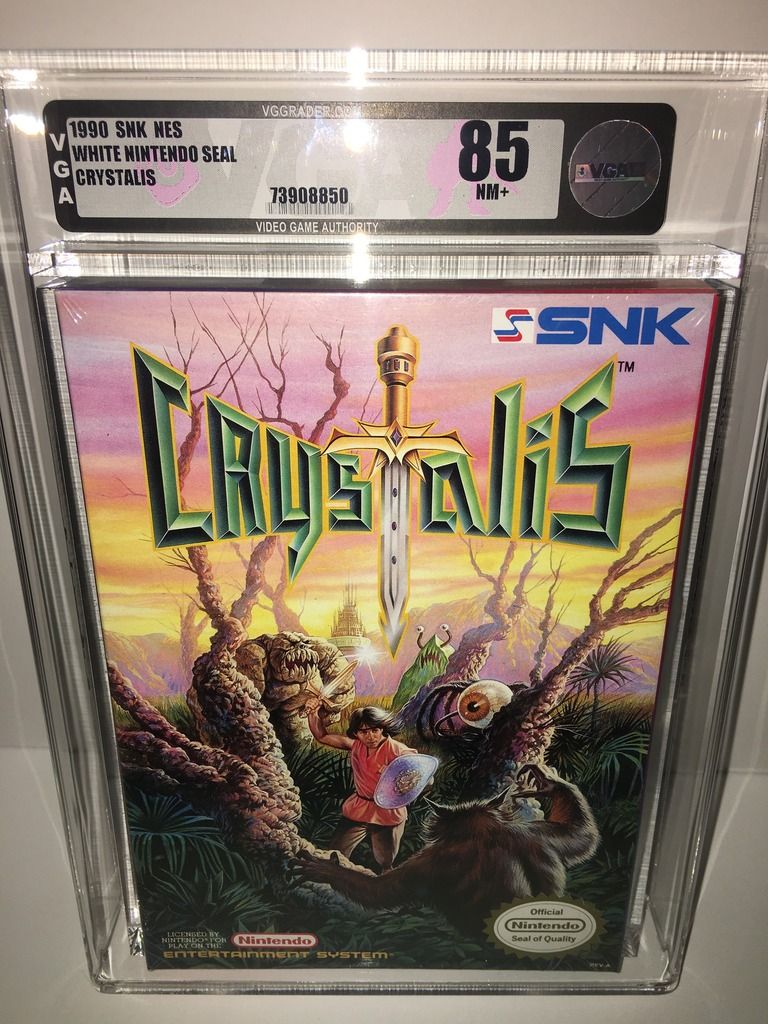 VGGRADER.COM
VGA
1990 SNK NES
WHITE NINTENDO SEAL
CRYSTALIS
73908850
85
NM+
VGA
VIDEO GAME AUTHORITY
SNK
CRYSTALIS
TM
LICENSED BY
NINTENDO® FOR
PLAY ON THE
Nintendo
ENTERTAINMENT SYSTEM
Official
Nintendo
Seal of Quality
REV-A